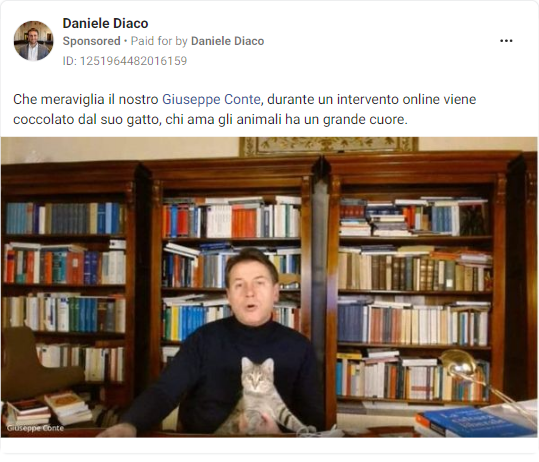 Daniele Diaco
Sponsored • Paid for by Daniele Diaco
ID: 1251964482016159
Che meraviglia il nostro Giuseppe Conte, durante un intervento online viene
coccolato dal suo gatto, chi ama gli animali ha un grande cuore.
Giuseppe Conte